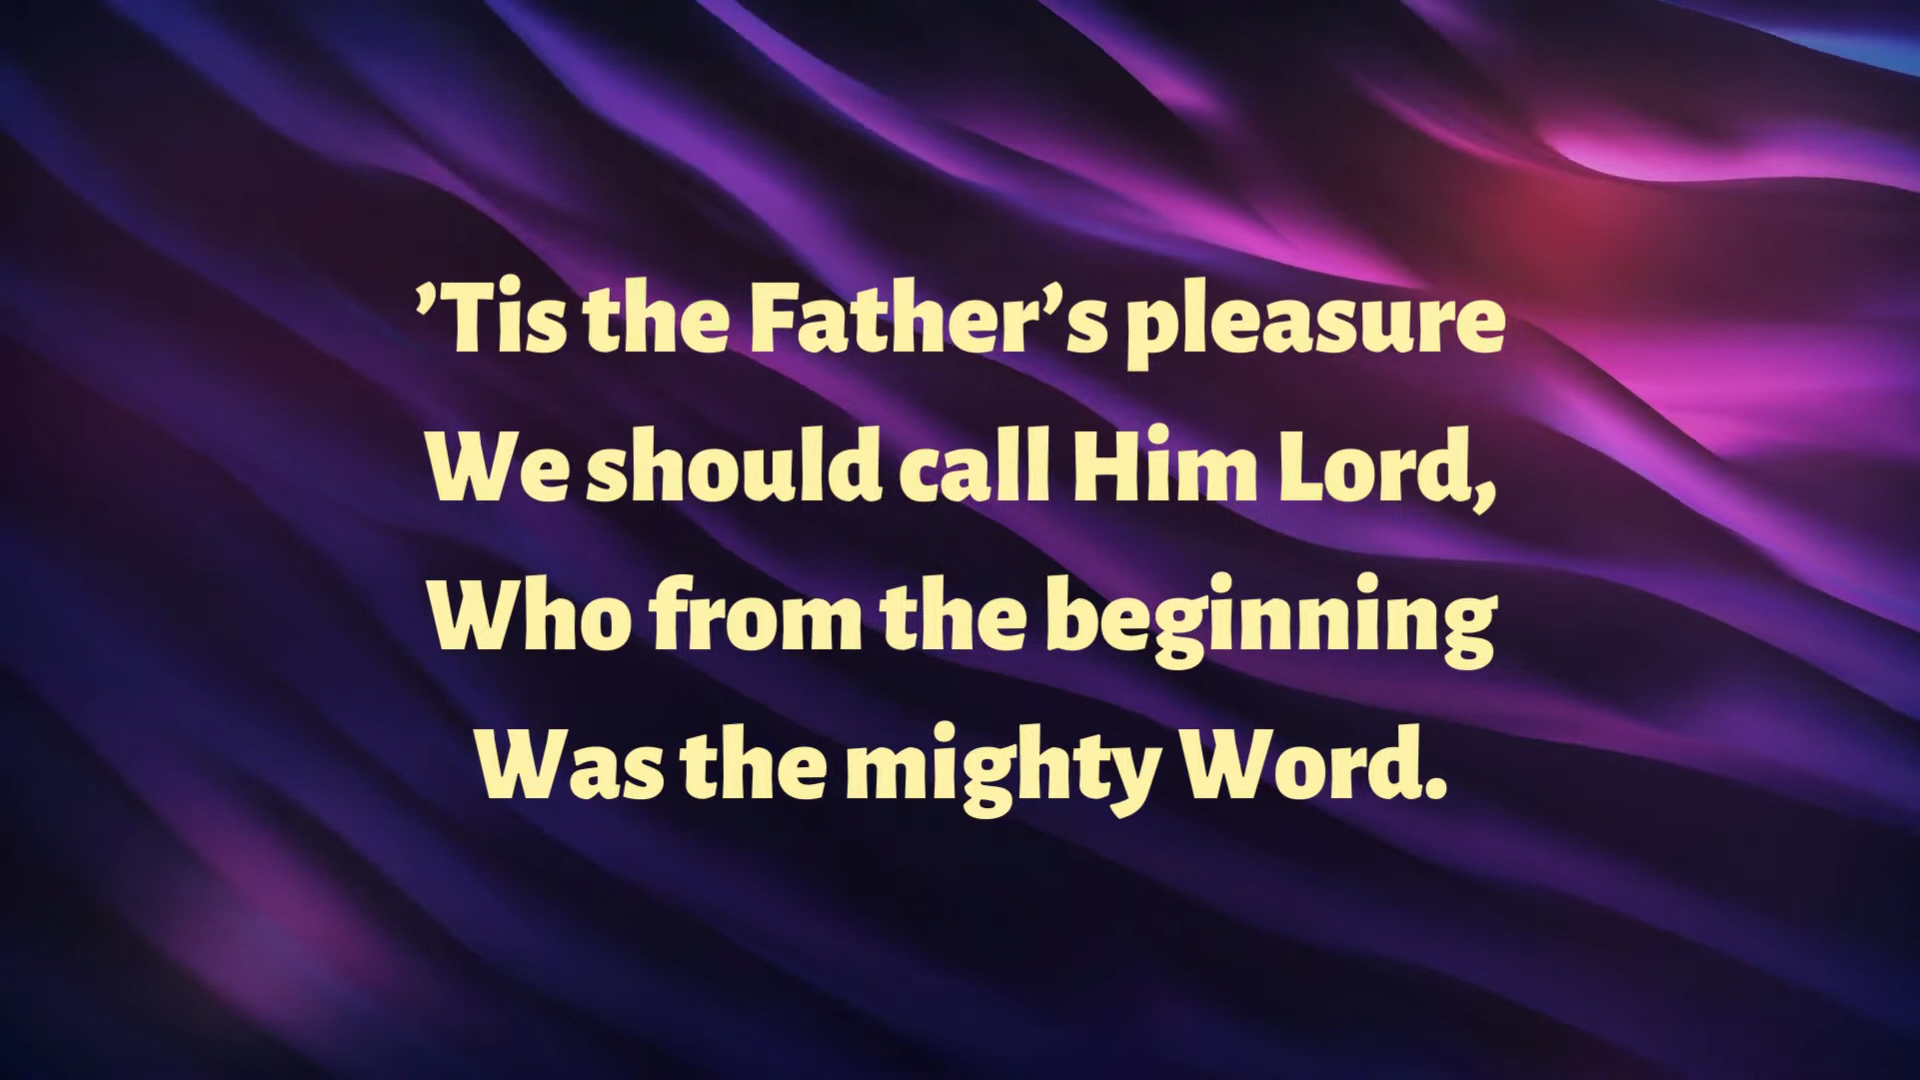 ’Tis the Father’s pleasure
We should call Him Lord,
Who from the beginning
Was the mighty Word.